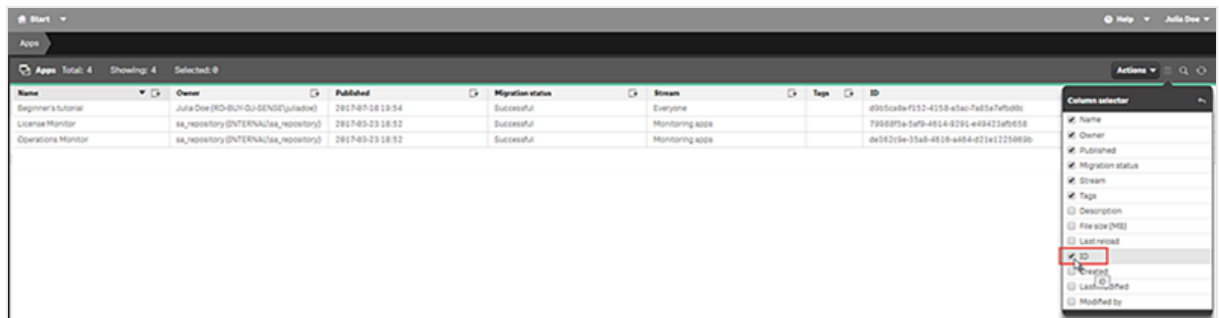 Start Help Julia Doe
Apps
Apps Total: 4 Showing: 4 Selected: 0 Actions
Name Owner Published Migration status Stream Tags ID
Beginner's tutorial Julia Doe (RD-BUY-DJ-SENSE\juliadoe) 2017-07-18 19:54 Successful Everyone
License Monitor sa_repository (INTERNAL\sa_repository) 2017-03-23 18:52 Successful Monitoring apps
Operations Monitor sa_repository (INTERNAL\sa_repository) 2017-03-23 18:52 Successful Monitoring apps
Column selector
Name
Owner
Published
Migration status
Stream
Tags
Description
File size (MB)
Last reload
ID
Created
ID
Last modified
Modified by